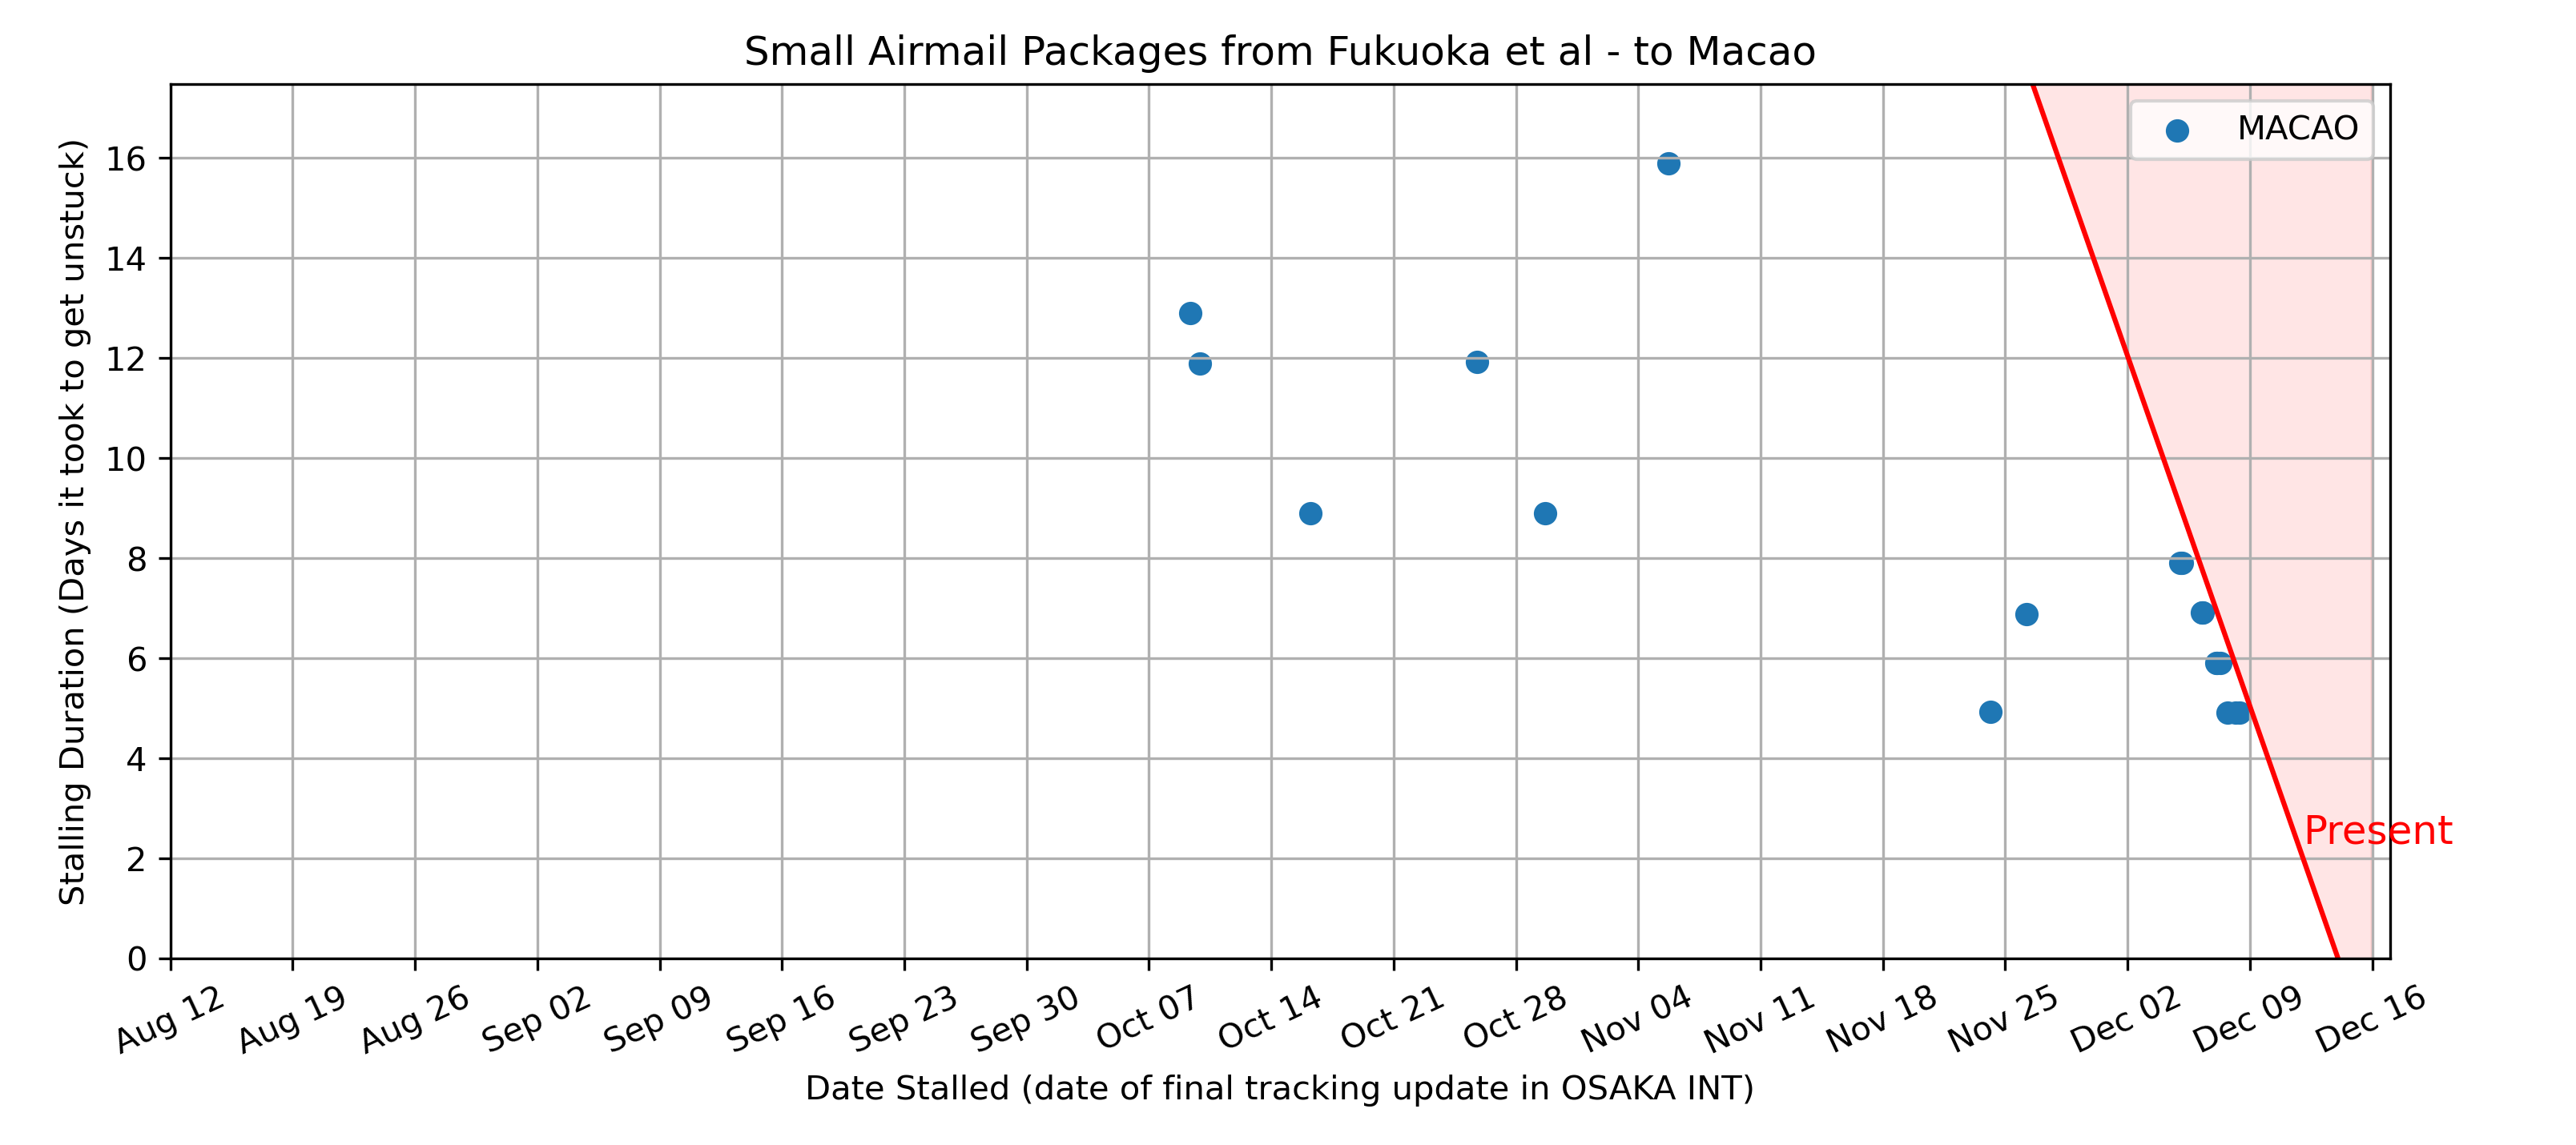 Small Airmail Packages from Fukuoka et al - to Macao
MACAO
Stalling Duration (Days it took to get unstuck)
16
14
12
10
8
6
4
2
0
Present
Aug 12 Aug 19 Aug 26 Sep 02 Sep 09 Sep 16 Sep 23 Sep 30 Oct 07 Oct 14 Oct 21 Oct 28 Nov 04 Nov 11 Nov 18 Nov 25 Dec 02 Dec 09 Dec 16
Date Stalled (date of final tracking update in OSAKA INT)